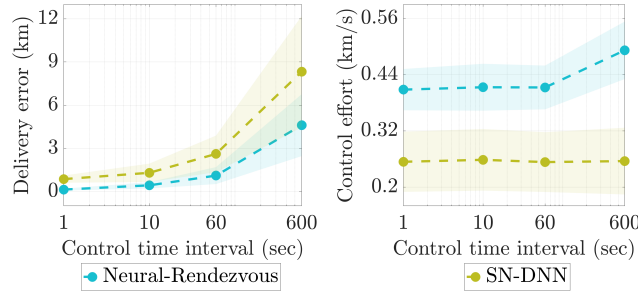 12
9
6
3
0
Delivery error (km)
1 10 60 600
Control time interval (sec)
Neural-Rendezvous
0.56
0.44
0.32
0.2
Control effort (km/s)
1 10 60 600
Control time interval (sec)
SN-DNN